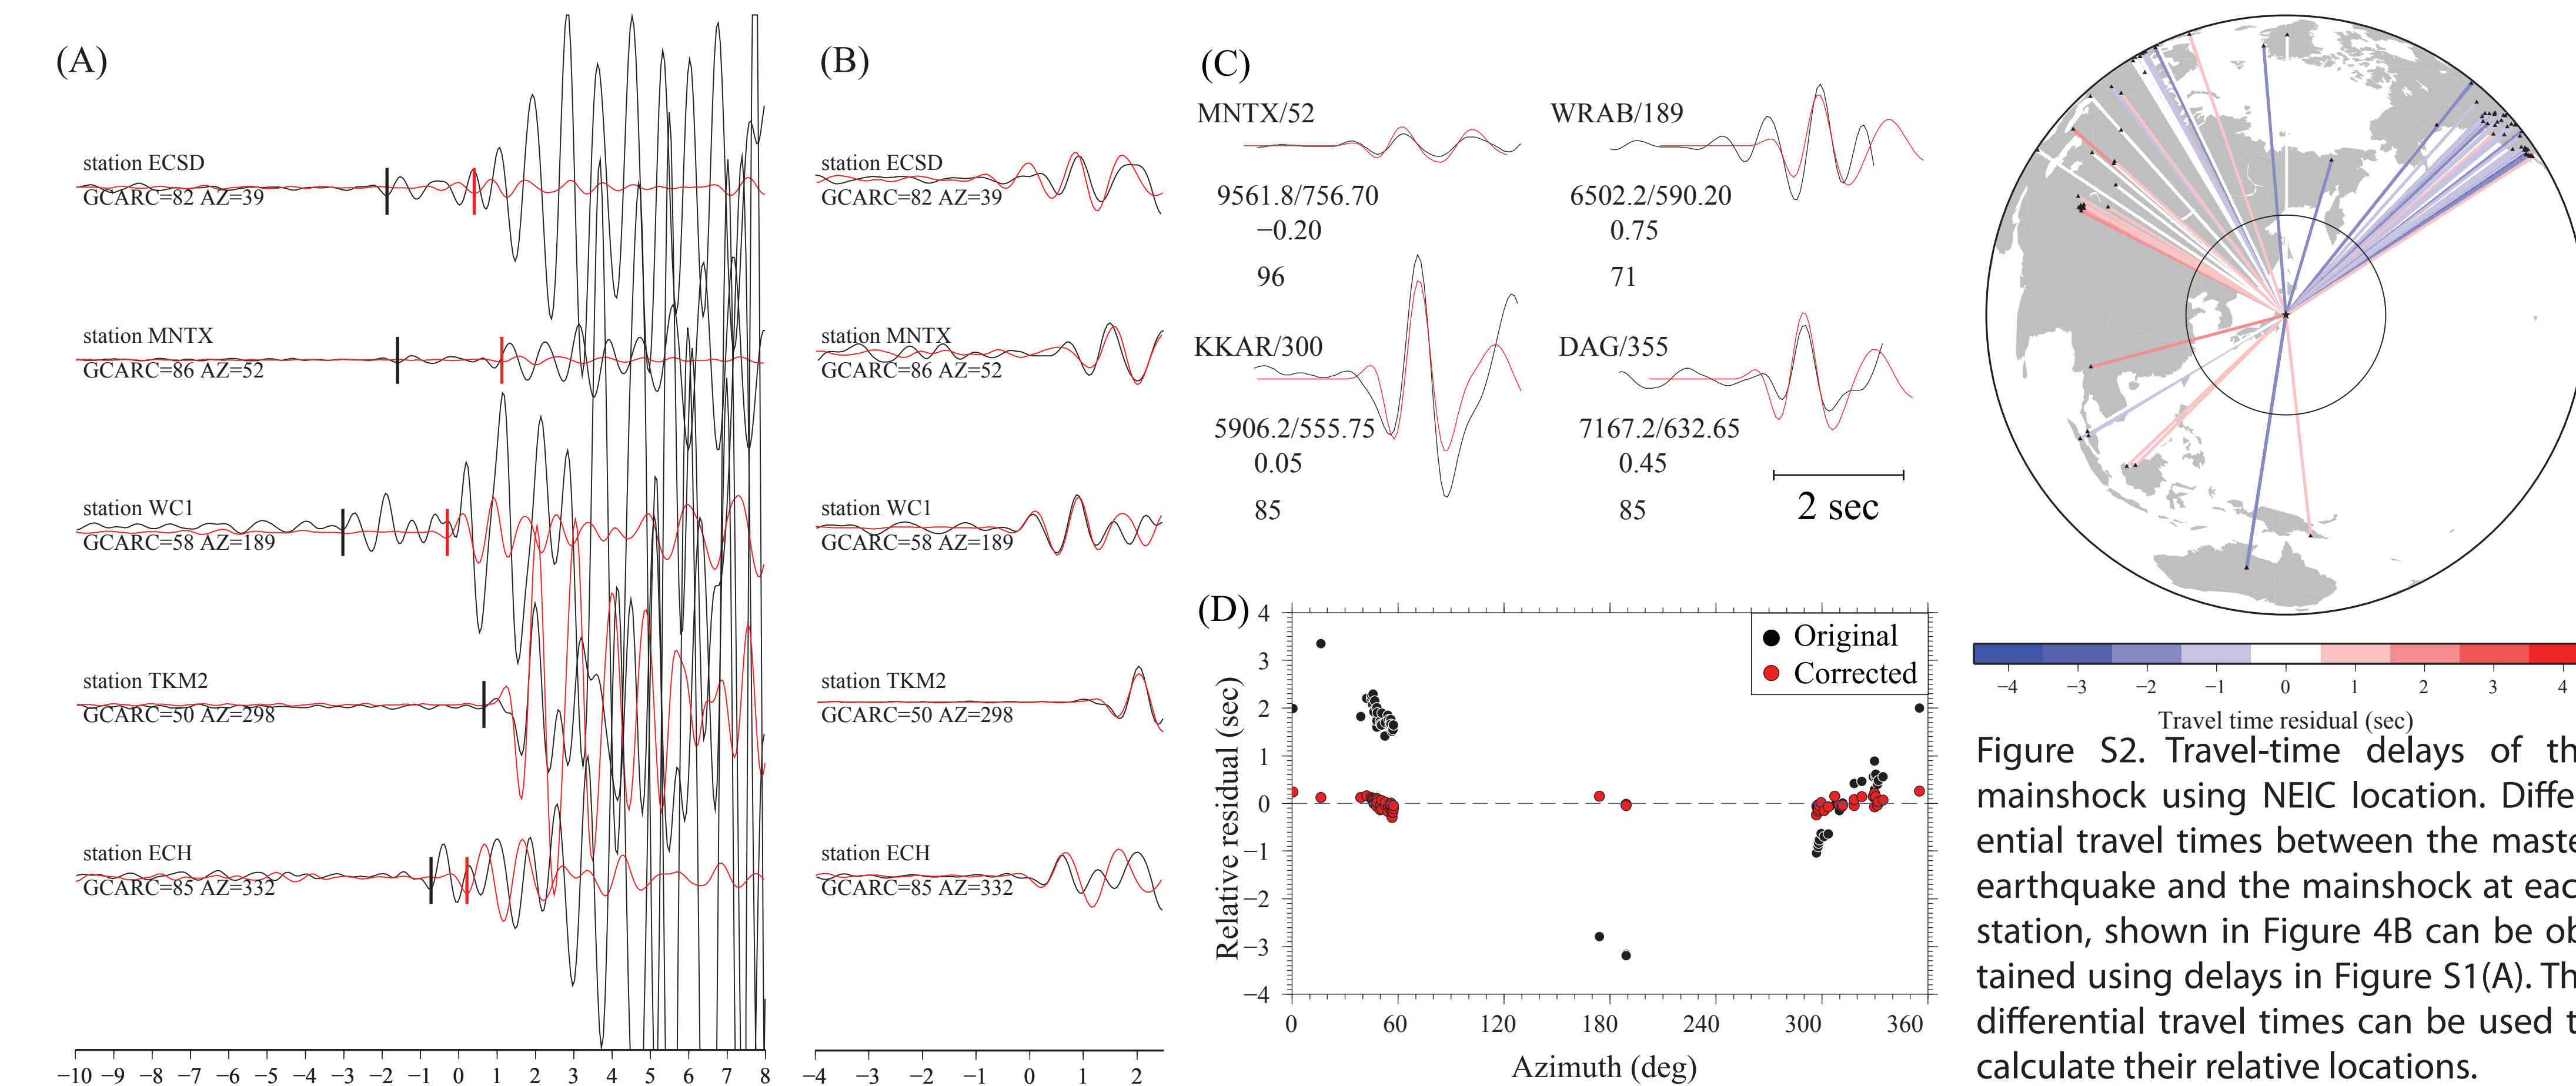 (A)
station ECSD
GCARC=82 AZ=39
station MNTX
GCARC=86 AZ=52
station WC1
GCARC=58 AZ=189
station TKM2
GCARC=50 AZ=298
station ECH
GCARC=85 AZ=332
−10 −9 −8 −7 −6 −5 −4 −3 −2 −1 0 1 2 3 4 5 6 7 8
(B)
station ECSD
GCARC=82 AZ=39
station MNTX
GCARC=86 AZ=52
station WC1
GCARC=58 AZ=189
station TKM2
GCARC=50 AZ=298
station ECH
GCARC=85 AZ=332
−4 −3 −2 −1 0 1 2
(C)
MNTX/52
9561.8/756.70
−0.20
96
WRAB/189
6502.2/590.20
0.75
71
KKAR/300
5906.2/555.75
0.05
85
DAG/355
7167.2/632.65
0.45
85
2 sec
(D)
Original
Corrected
4
3
2
1
0
−1
−2
−3
−4
Relative residual (sec)
0 60 120 180 240 300 360
Azimuth (deg)
−4 −3 −2 −1 0 1 2 3 4
Travel time residual (sec)
Figure S2. Travel-time delays of th
mainshock using NEIC location. Diffe
ential travel times between the maste
earthquake and the mainshock at eac
station, shown in Figure 4B can be ob
tained using delays in Figure S1(A). Th
differential travel times can be used t
calculate their relative locations.